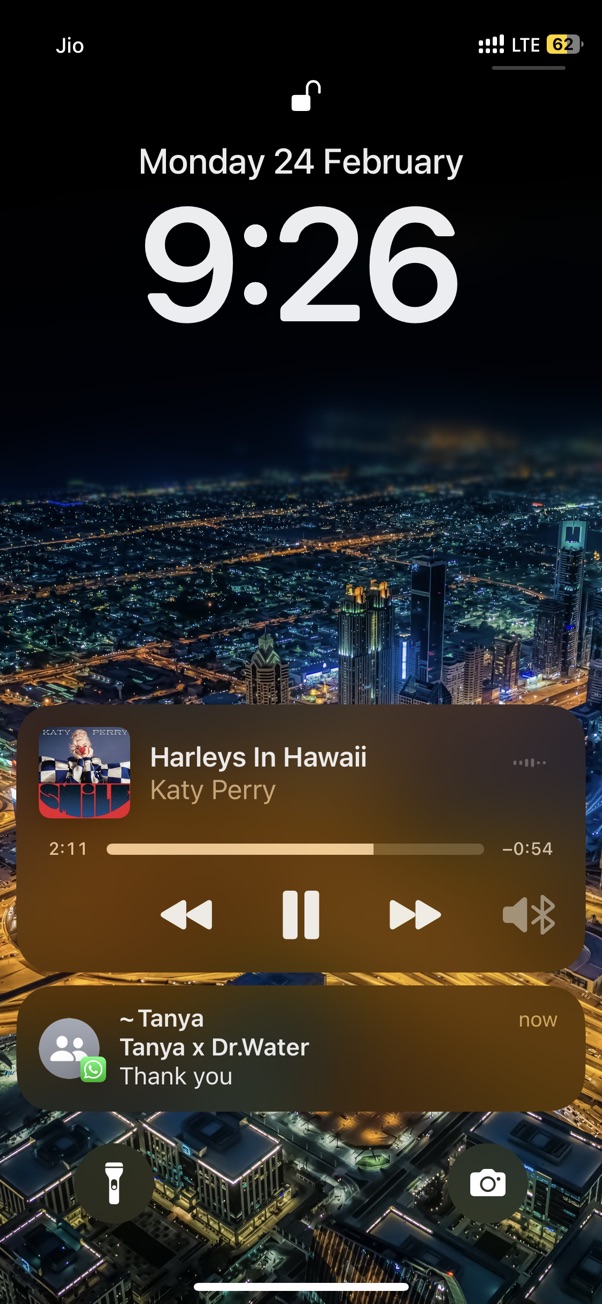 Jio
LTE 62
Monday 24 February
9:26
KATY PERRY
SMILE
Harleys In Hawaii
Katy Perry
2:11
−0:54
~ Tanya
now
Tanya x Dr.Water
Thank you